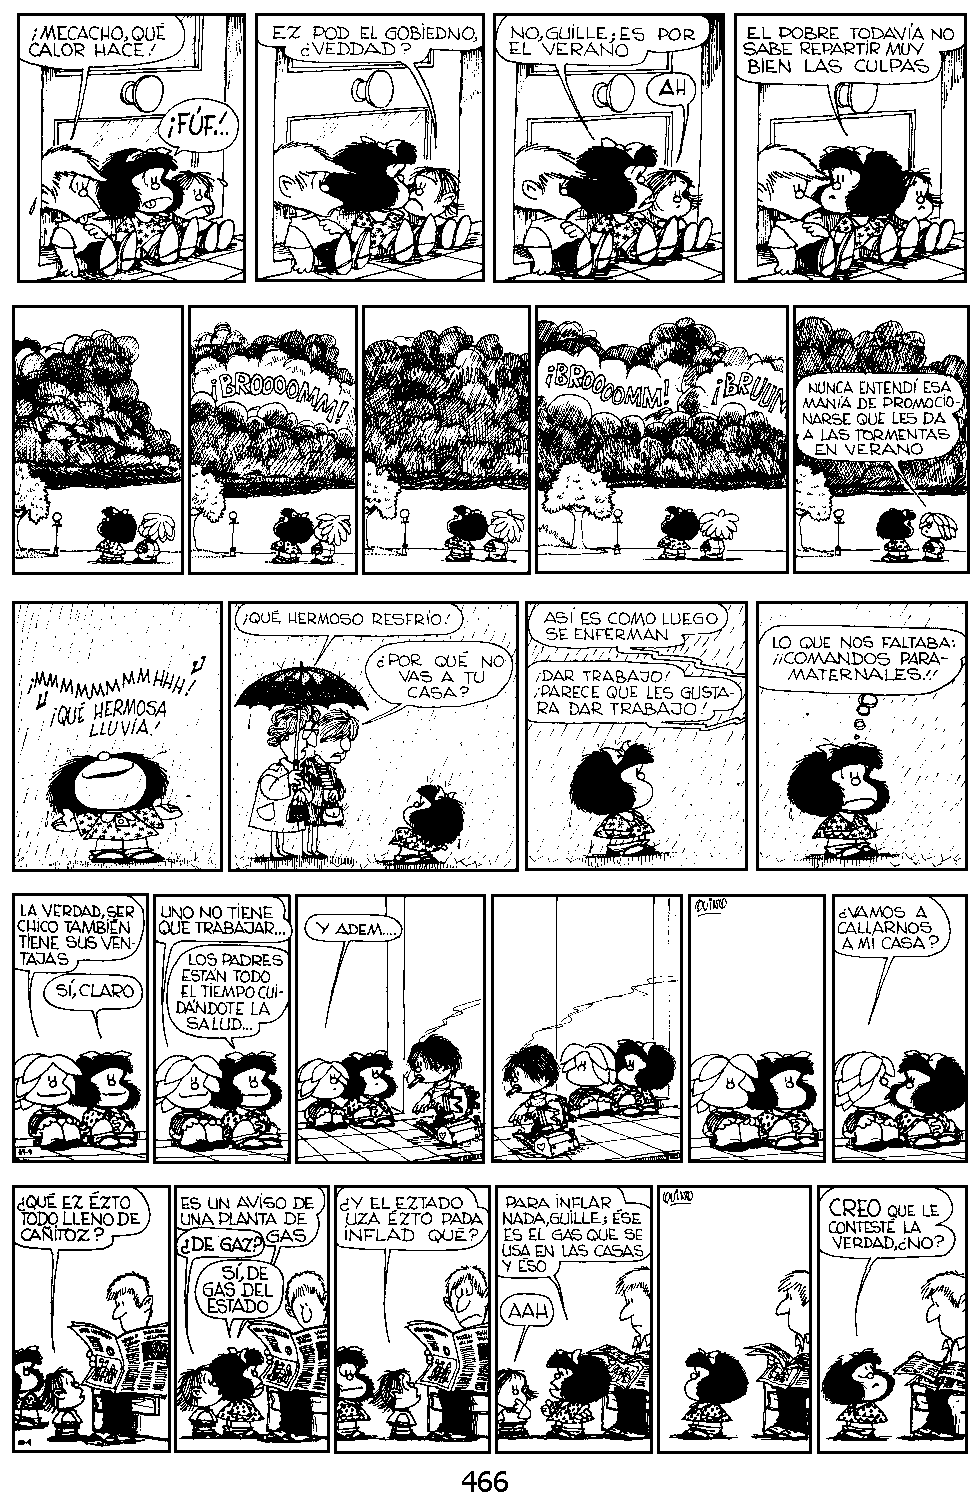 ¡MECACHO, QUÉ
CALOR HACE!
¡FÚF..!
EZ POD EL GOBIEDNO,
¿VEDDAD?
NO, GUILLE; ES POR
EL VERANO
AH
EL POBRE TODAVÍA NO
SABE REPARTIR MUY
BIEN LAS CULPAS
¡BROOOOMM!
¡BROOOOMM!
¡BRUUM
NUNCA ENTENDÍ ESA
MANÍA DE PROMOCIO-
NARSE QUE LES DA
A LAS TORMENTAS
EN VERANO
¡MMMMMMMMHHH!
¡QUÉ HERMOSA
LLUVIA!
¡QUÉ HERMOSO RESFRÍO!
¿POR QUÉ NO
VAS A TU
CASA?
ASÍ ES COMO LUEGO
SE ENFERMAN
¡DAR TRABAJO!
¡PARECE QUE LES GUSTA-
RA DAR TRABAJO!
LO QUE NOS FALTABA:
¡¡COMANDOS PARA-
MATERNALES!!
LA VERDAD, SER
CHICO TAMBIÉN
TIENE SUS VEN-
TAJAS
SÍ, CLARO
UNO NO TIENE
QUE TRABAJAR...
LOS PADRES
ESTÁN TODO
EL TIEMPO CUI-
DÁNDOTE LA
SALUD...
Y ADEM...
QUINO
¿VAMOS A
CALLARNOS
A MI CASA?
¿QUÉ EZ ÉZTO
TODO LLENO DE
CAÑITOZ?
ES UN AVISO DE
UNA PLANTA DE
GAS
¿DE GAZ?
SÍ, DE
GAS DEL
ESTADO
¿Y EL EZTADO
UZA ÉZTO PADA
INFLAD QUÉ?
PARA INFLAR
NADA, GUILLE; ÉSE
ES EL GAS QUE SE
USA EN LAS CASAS
Y ESO
AAH
QUINO
CREO QUE LE
CONTESTÉ LA
VERDAD, ¿NO?
466